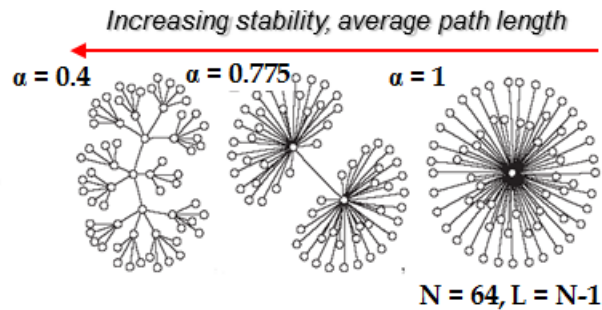 Increasing stability, average path length
α = 0.4
α = 0.775
α = 1
N = 64, L = N-1